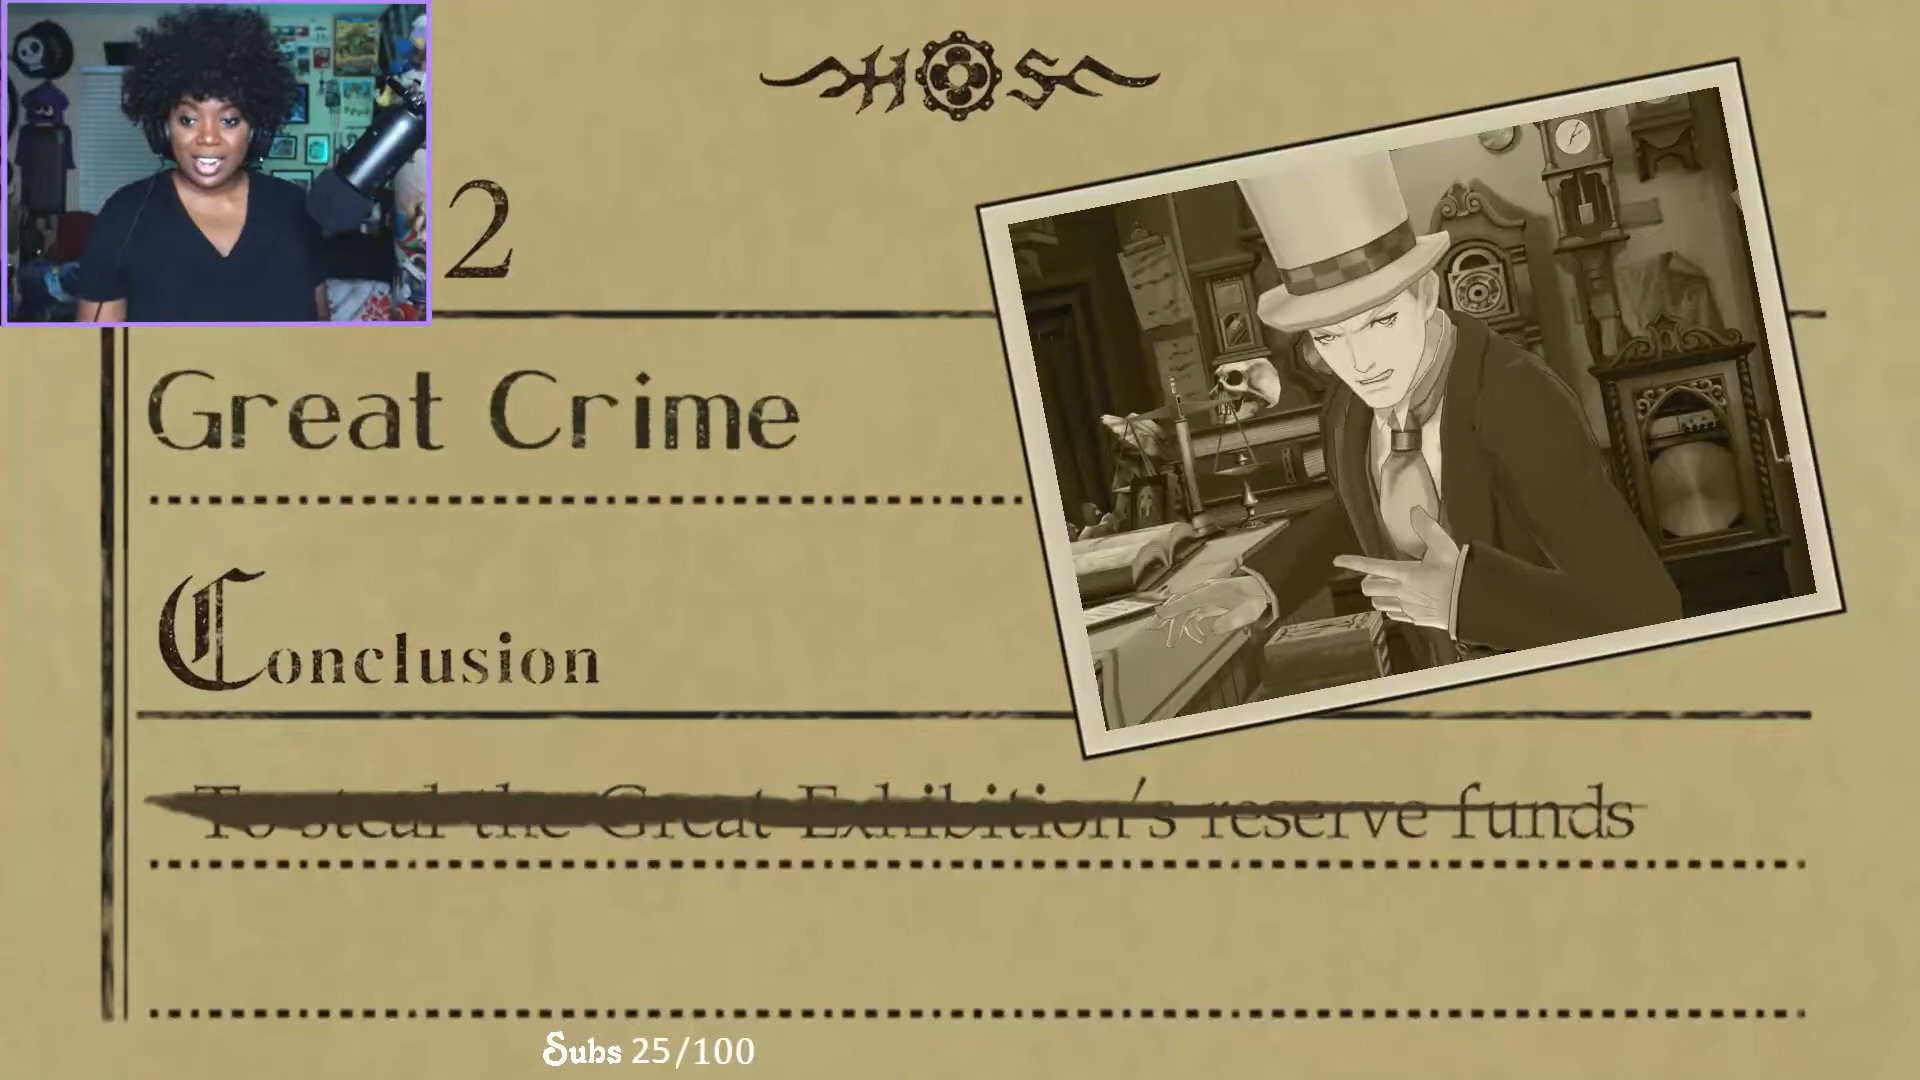 H S
2
Great Crime
Conclusion
To steal the Great Exhibition's reserve funds
Subs 25/100